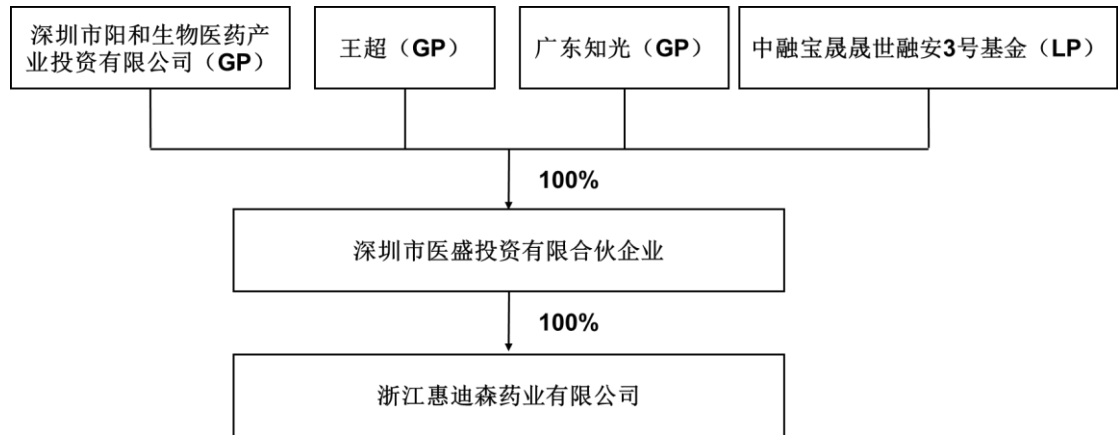 深圳市阳和生物医药产
业投资有限公司（GP）
王超（GP）
广东知光（GP）
中融宝晟晟世融安3号基金（LP）
100%
深圳市医盛投资有限合伙企业
100%
浙江惠迪森药业有限公司